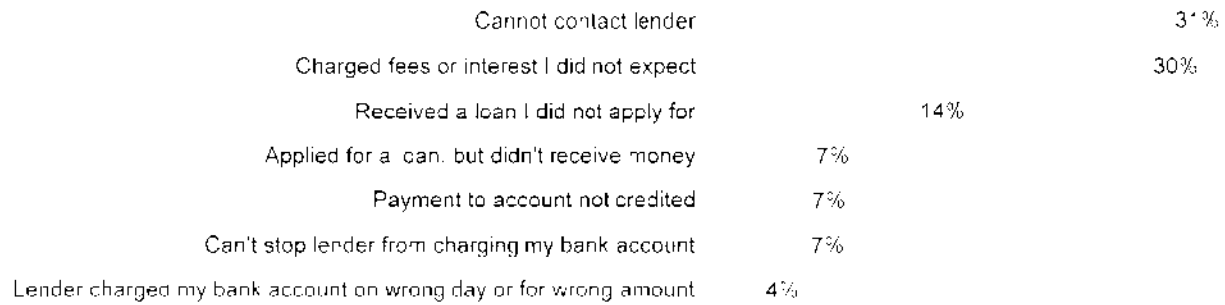 Cannot contact lender 31%
Charged fees or interest I did not expect 30%
Received a loan I did not apply for 14%
Applied for a loan, but didn't receive money 7%
Payment to account not credited 7%
Can't stop lender from charging my bank account 7%
Lender charged my bank account on wrong day or for wrong amount 4%